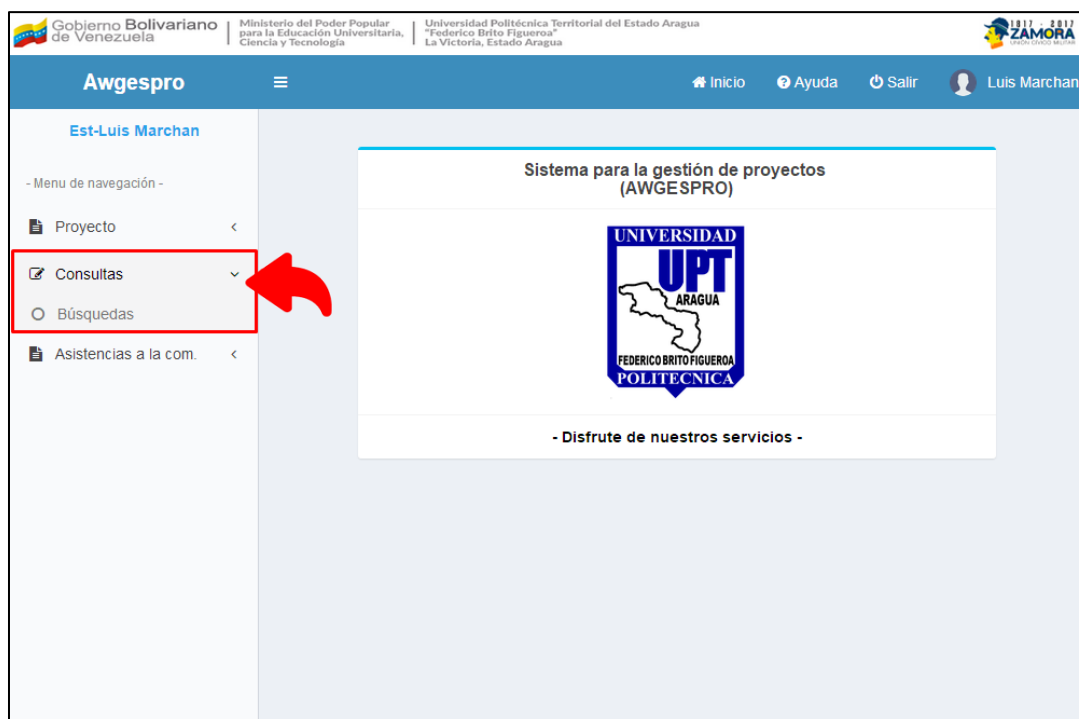 Gobierno Bolivariano
de Venezuela
Ministerio del Poder Popular
para la Educación Universitaria,
Ciencia y Tecnología
Universidad Politécnica Territorial del Estado Aragua
"Federico Brito Figueroa"
La Victoria, Estado Aragua
1817 - 2017
ZAMORA
UNIÓN CÍVICO MILITAR
Awgespro
Inicio
Ayuda
Salir
Luis Marchan
Est-Luis Marchan
- Menu de navegación -
Proyecto
Consultas
Búsquedas
Asistencias a la com.
Sistema para la gestión de proyectos
(AWGESPRO)
UNIVERSIDAD
UPT
ARAGUA
FEDERICO BRITO FIGUEROA
POLITECNICA
- Disfrute de nuestros servicios -